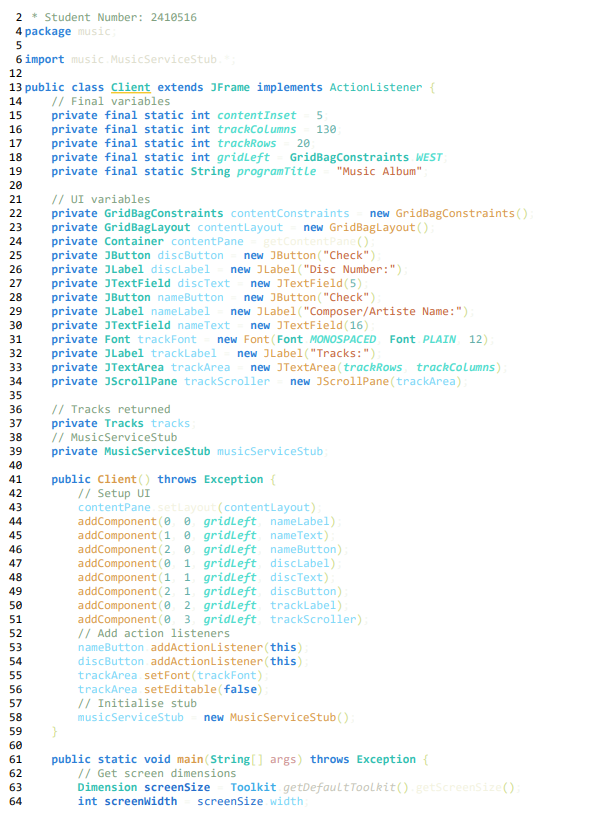 2 * Student Number: 2410516
4 package music;
5
6 import music.MusicServiceStub.*;
12
13 public class Client extends JFrame implements ActionListener {
14 // Final variables
15 private final static int contentInset = 5
16 private final static int trackColumns = 130
17 private final static int trackRows = 20
18 private final static int gridLeft = GridBagConstraints.WEST
19 private final static String programTitle = "Music Album"
20
21 // UI variables
22 private GridBagConstraints contentConstraints = new GridBagConstraints();
23 private GridBagLayout contentLayout = new GridBagLayout();
24 private Container contentPane = getContentPane();
25 private JButton discButton = new JButton("Check")
26 private JLabel discLabel = new JLabel("Disc Number:");
27 private JTextField discText = new JTextField(5)
28 private JButton nameButton = new JButton("Check");
29 private JLabel nameLabel = new JLabel("Composer/Artiste Name:");
30 private JTextField nameText = new JTextField(16);
31 private Font trackFont = new Font(Font.MONOSPACED, Font.PLAIN, 12);
32 private JLabel trackLabel = new JLabel("Tracks:")
33 private JTextArea trackArea = new JTextArea(trackRows, trackColumns);
34 private JScrollPane trackScroller = new JScrollPane(trackArea)
35
36 // Tracks returned
37 private Tracks tracks
38 // MusicServiceStub
39 private MusicServiceStub musicServiceStub
40
41 public Client() throws Exception {
42 // Setup UI
43 contentPane.setLayout(contentLayout)
44 addComponent(0, 0, gridLeft, nameLabel);
45 addComponent(1, 0, gridLeft, nameText);
46 addComponent(2, 0, gridLeft, nameButton);
47 addComponent(0, 1, gridLeft, discLabel);
48 addComponent(1, 1, gridLeft, discText)
49 addComponent(2, 1, gridLeft, discButton);
50 addComponent(0, 2, gridLeft, trackLabel);
51 addComponent(0, 3, gridLeft, trackScroller);
52 // Add action listeners
53 nameButton.addActionListener(this)
54 discButton.addActionListener(this)
55 trackArea.setFont(trackFont);
56 trackArea.setEditable(false)
57 // Initialise stub
58 musicServiceStub = new MusicServiceStub();
59 }
60
61 public static void main(String[] args) throws Exception {
62 // Get screen dimensions
63 Dimension screenSize = Toolkit.getDefaultToolkit().getScreenSize();
64 int screenWidth = screenSize.width